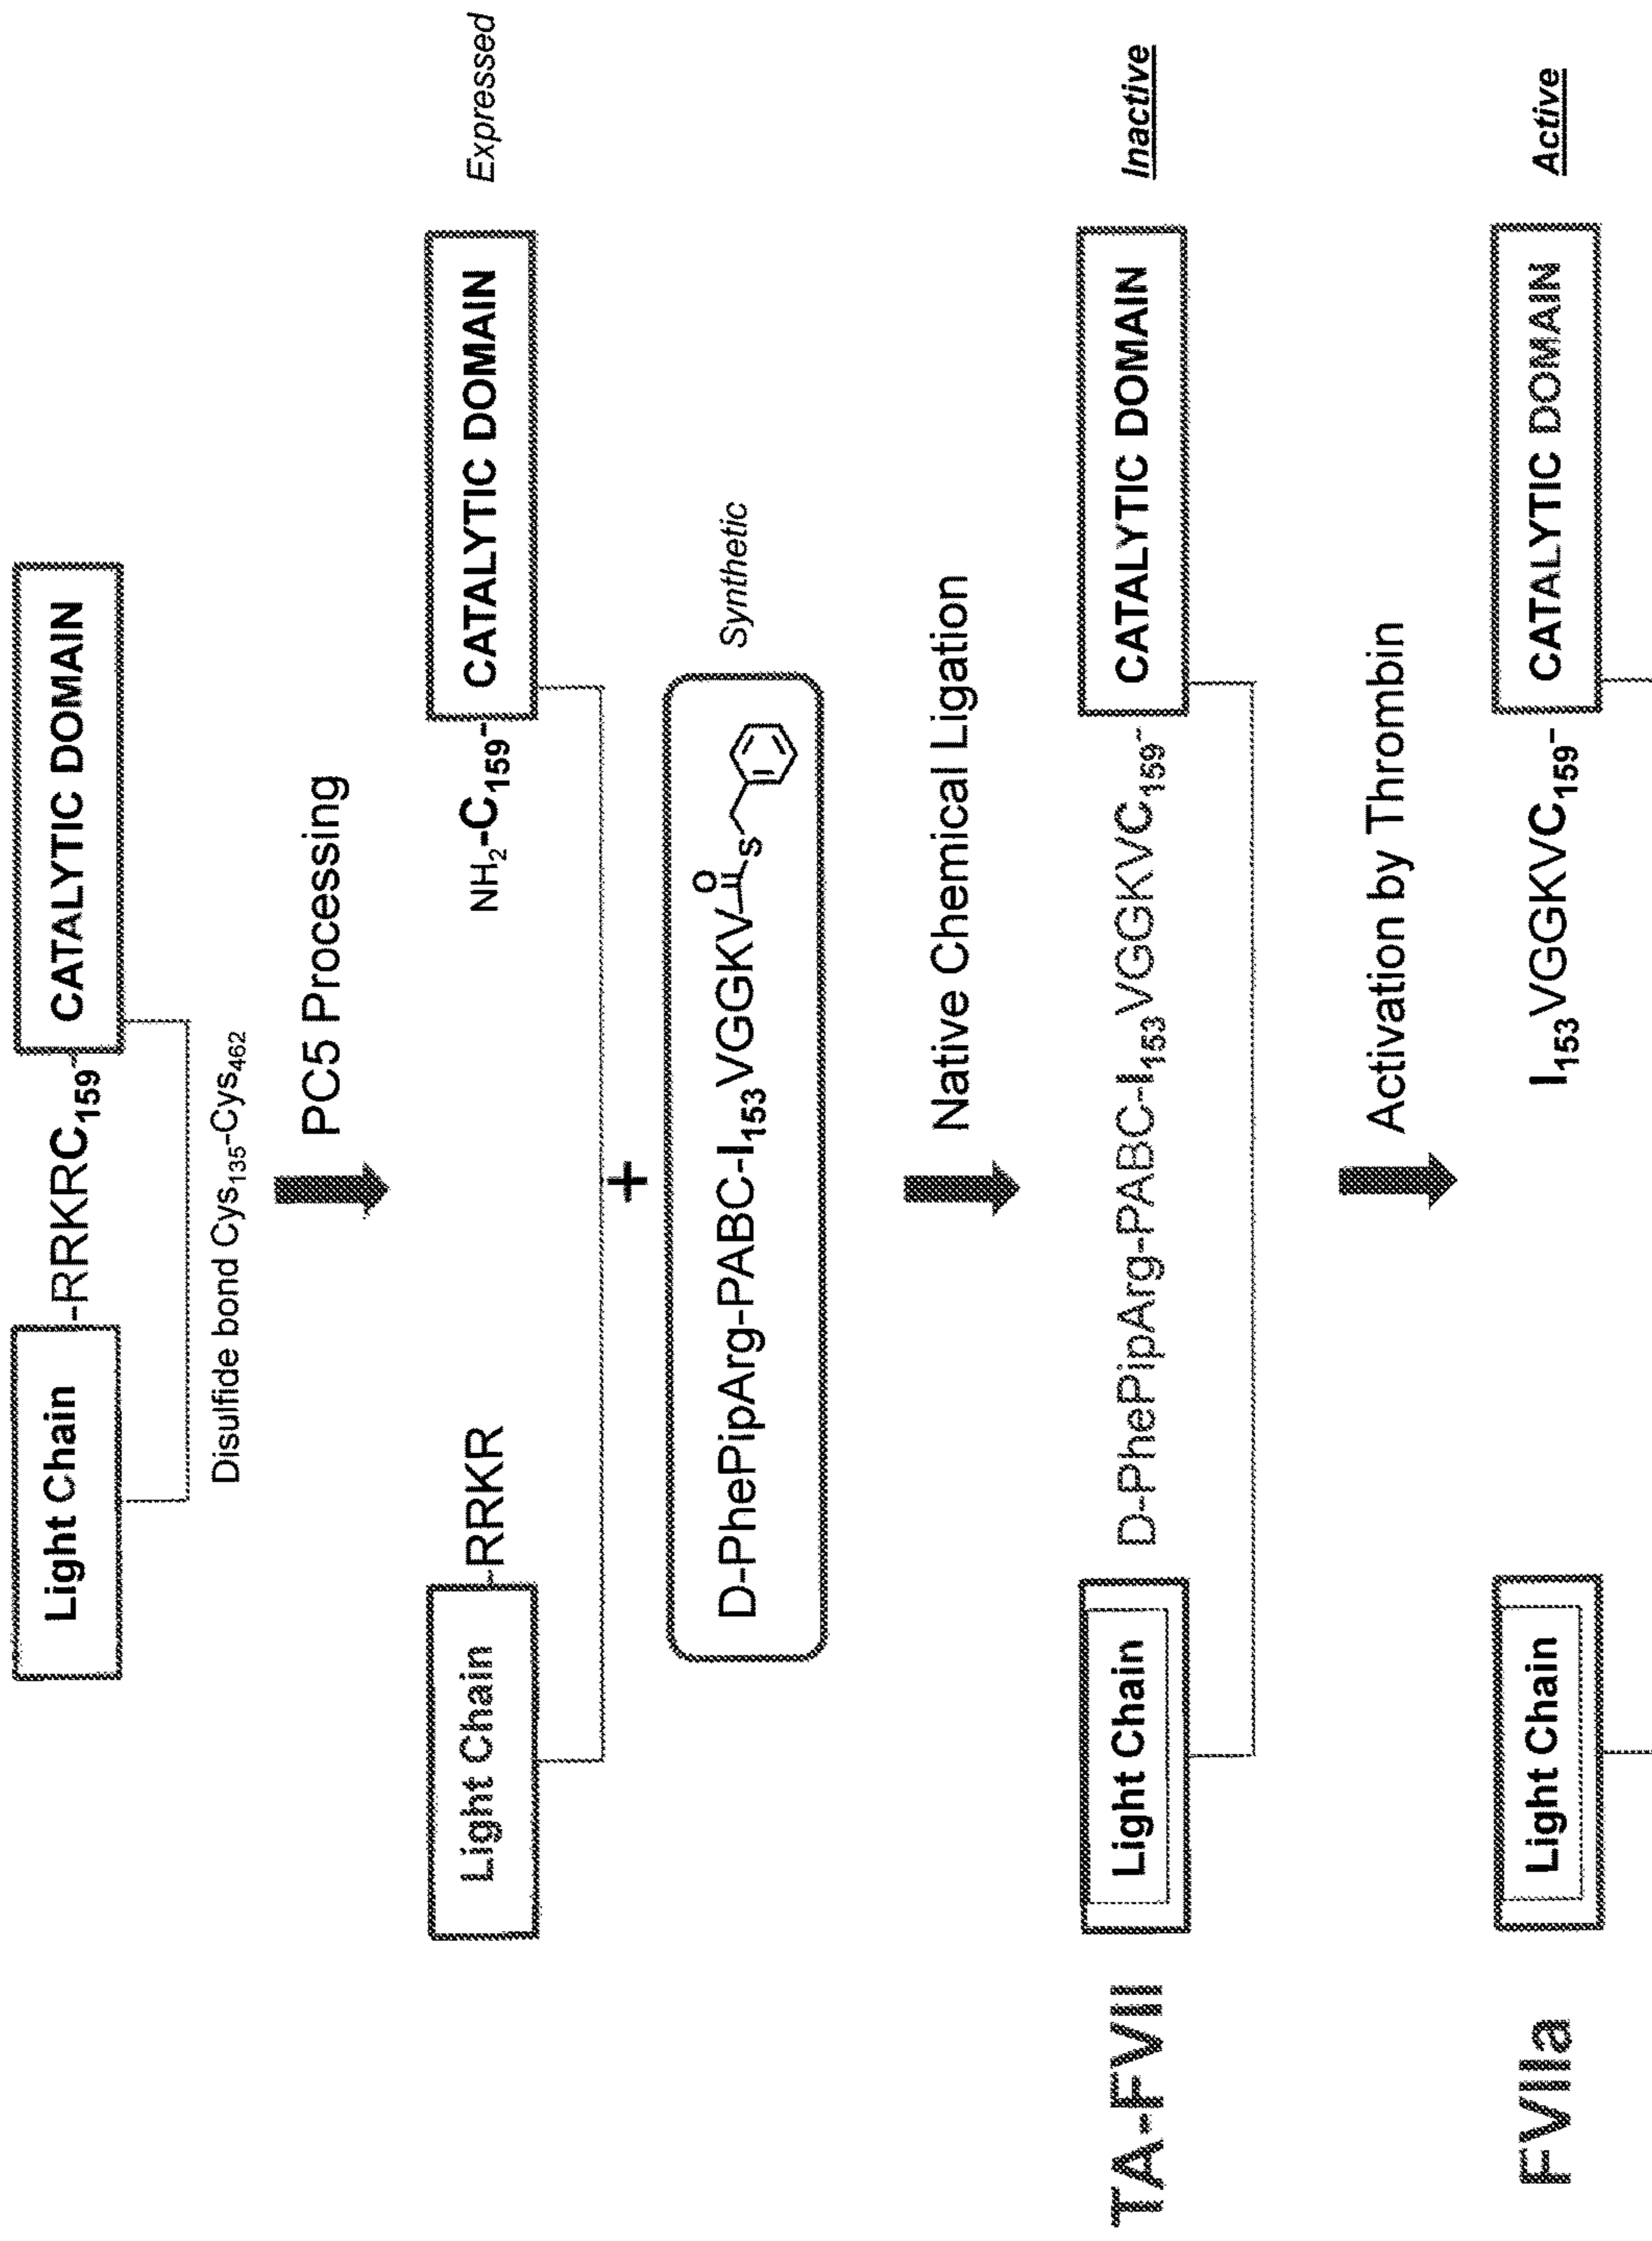 Light Chain -RRKRC159- CATALYTIC DOMAIN
Disulfide bond Cys135-Cys462
PC5 Processing
Light Chain -RRKR NH2-C159- CATALYTIC DOMAIN Expressed
+
D-PhePipArg-PABC-I153VGGKV O S Synthetic
Native Chemical Ligation
TA-FVII Light Chain D-PhePipArg-PABC-I153VGGKVC159- CATALYTIC DOMAIN Inactive
Activation by Thrombin
FVIIa Light Chain I153VGGKVC159- CATALYTIC DOMAIN Active